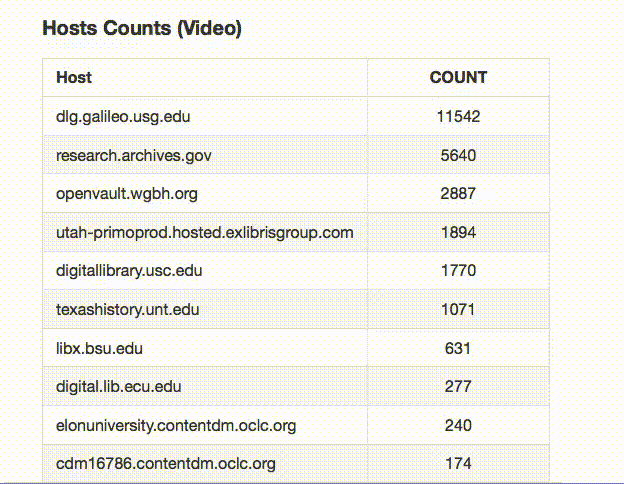 Hosts Counts (Video)
Host COUNT
dlg.galileo.usg.edu 11542
research.archives.gov 5640
openvault.wgbh.org 2887
utah-primoprod.hosted.exlibrisgroup.com 1894
digitallibrary.usc.edu 1770
texashistory.unt.edu 1071
libx.bsu.edu 631
digital.lib.ecu.edu 277
elonuniversity.contentdm.oclc.org 240
cdm16786.contentdm.oclc.org 174